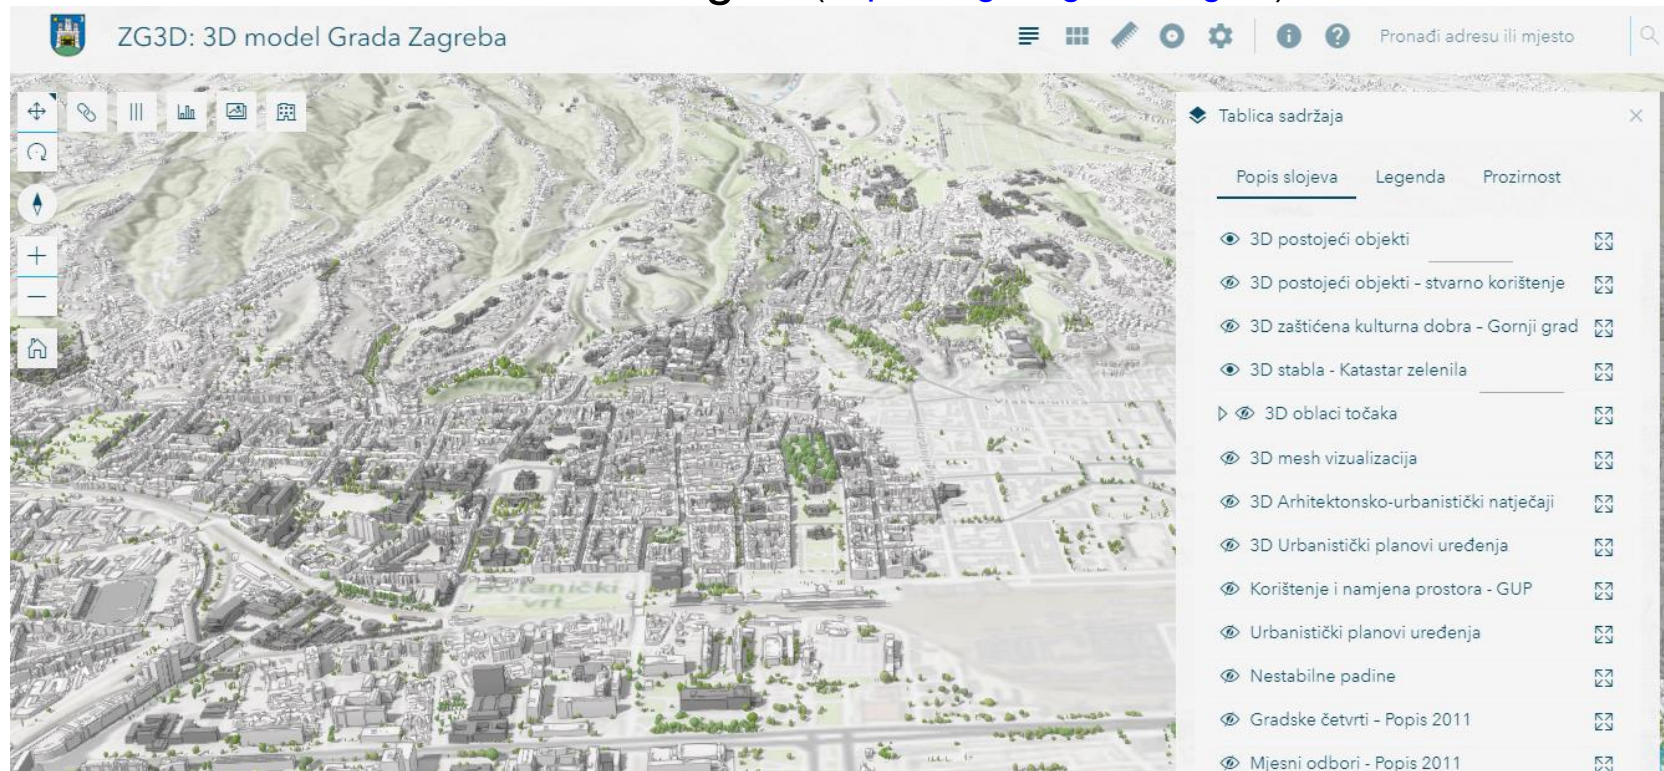 ZG3D: 3D model Grada Zagreba
Pronađi adresu ili mjesto
Tablica sadržaja
Popis slojeva Legenda Prozirnost
3D postojeći objekti
3D postojeći objekti - stvarno korištenje
3D zaštićena kulturna dobra - Gornji grad
3D stabla - Katastar zelenila
3D oblaci točaka
3D mesh vizualizacija
3D Arhitektonsko-urbanistički natječaji
3D Urbanistički planovi uređenja
Korištenje i namjena prostora - GUP
Urbanistički planovi uređenja
Nestabilne padine
Gradske četvrti - Popis 2011
Mjesni odbori - Popis 2011
Botanički
vrt